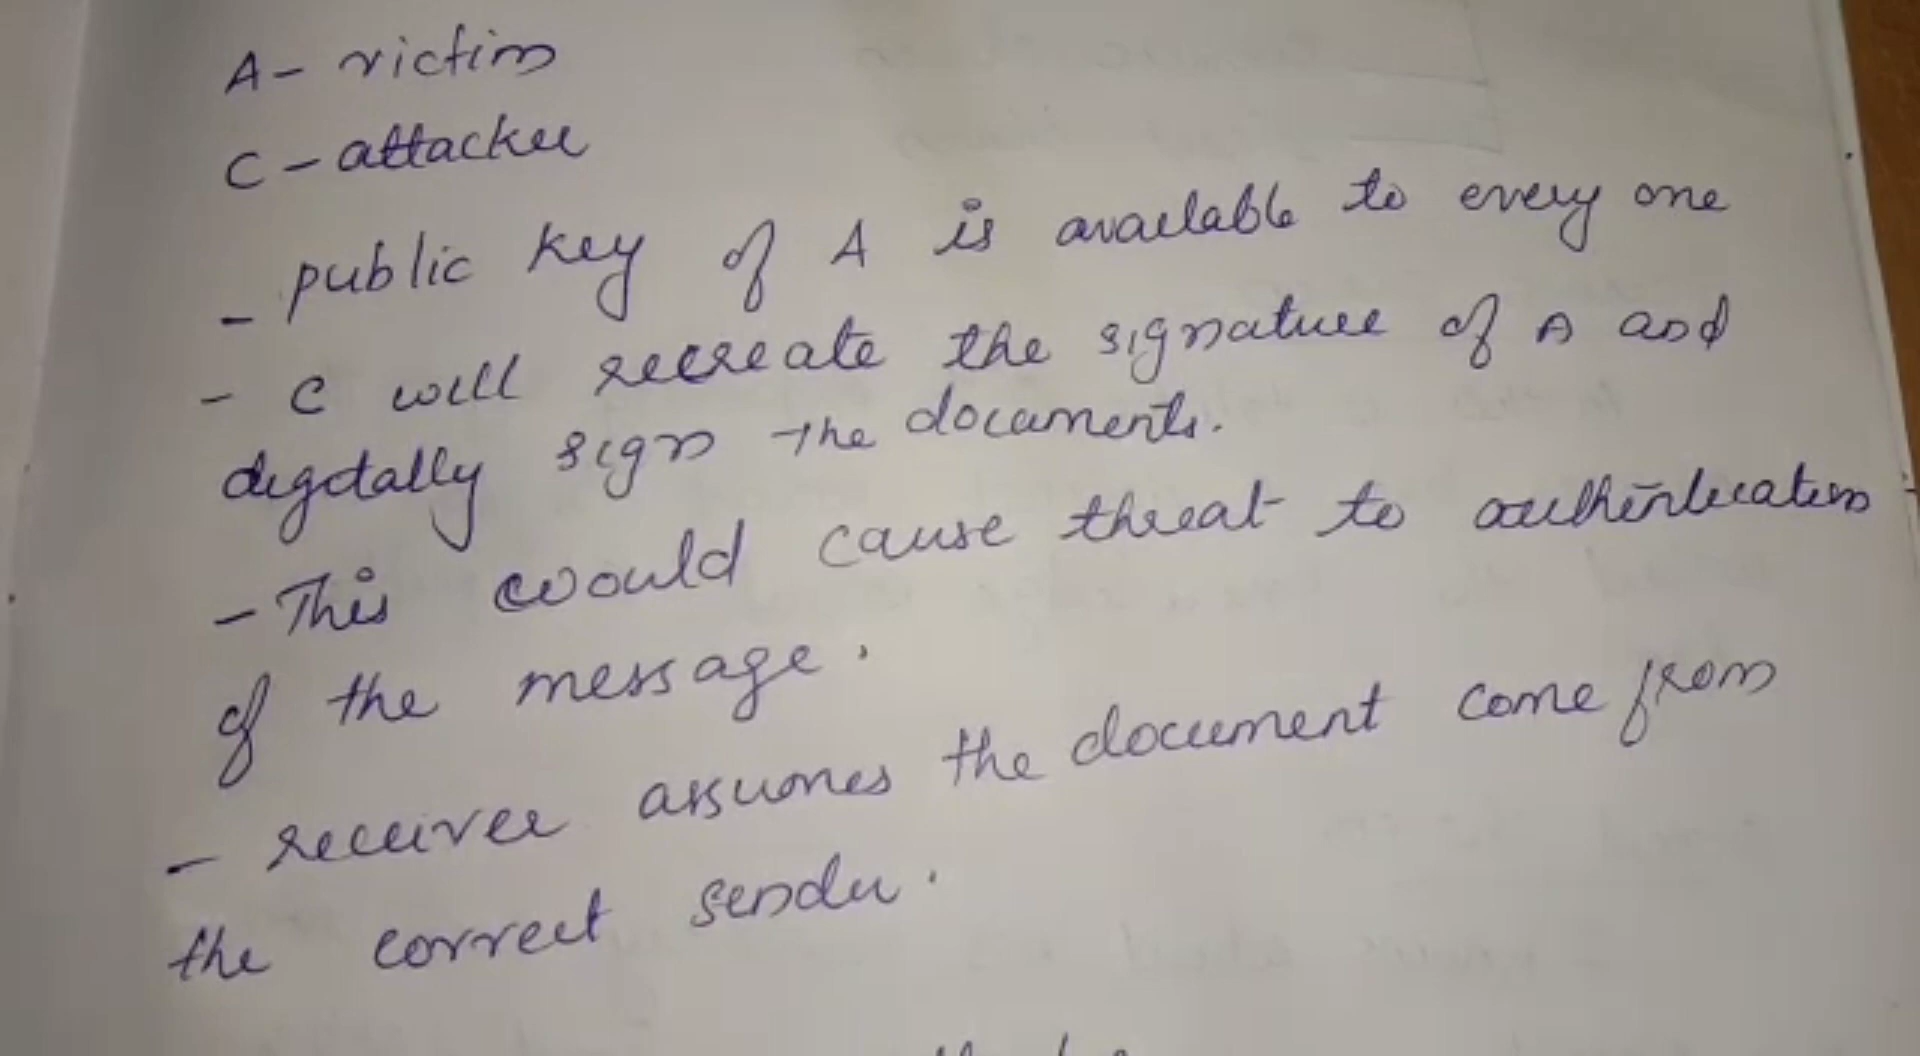 A - victim
C - attacker
- public key of A is available to every one
- C will recreate the signature of A and
digitally sign the documents.
- This would cause threat to authentication
of the message.
- receiver assumes the document come from
the correct sender.